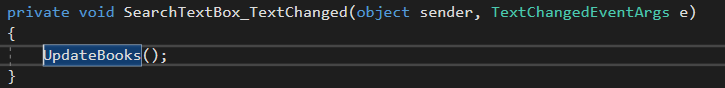 private void SearchTextBox_TextChanged(object sender, TextChangedEventArgs e)
{
UpdateBooks();
}